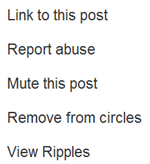 Link to this post
Report abuse
Mute this post
Remove from circles
View Ripples